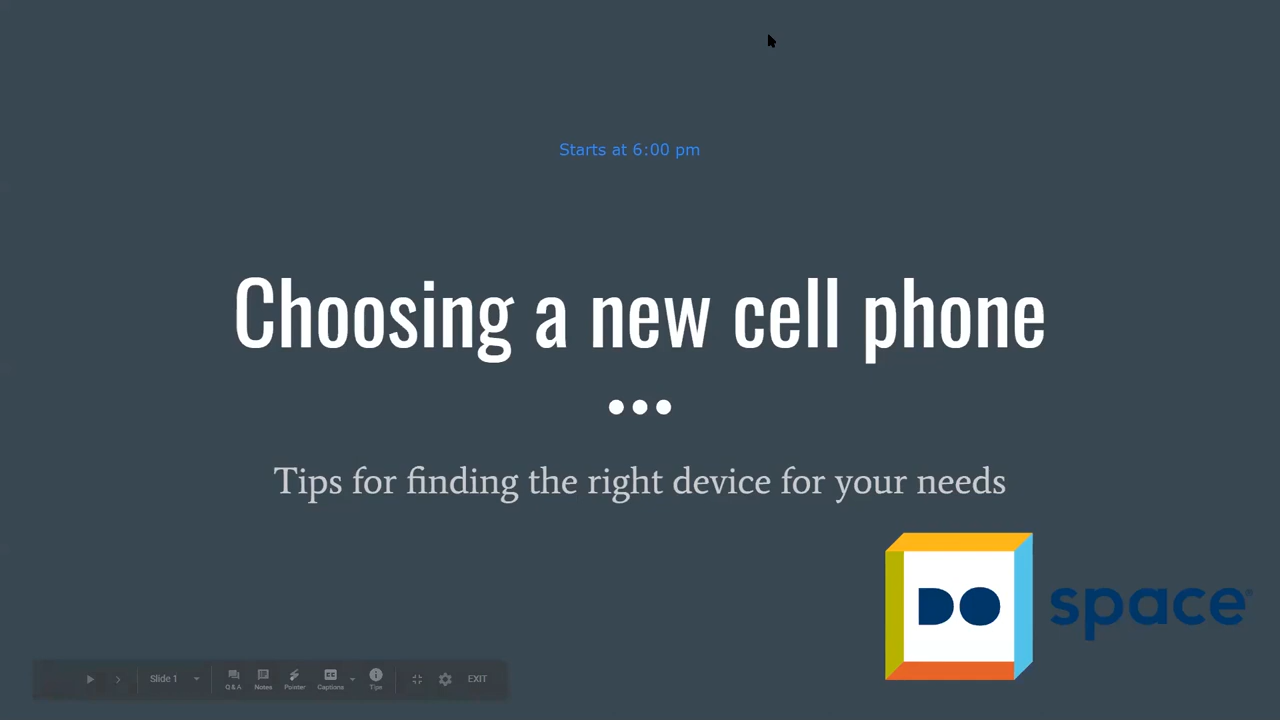 Starts at 6:00 pm
Choosing a new cell phone
Tips for finding the right device for your needs
DO space®
Slide 1
Q&A
Notes
Pointer
CC
Captions
Tips
EXIT